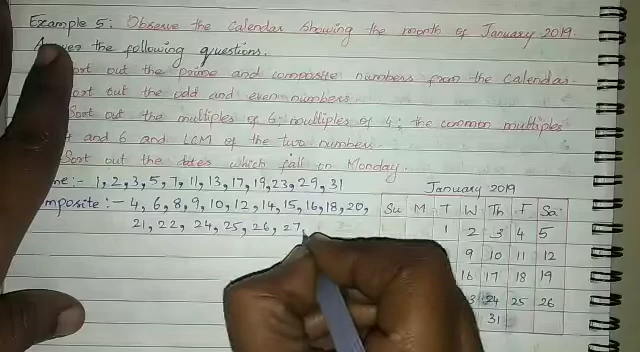 Example 5: Observe the Calendar showing the month of January 2019.
the following questions.
out the prime and composite numbers from the calendar.
out the odd and even numbers.
Sort out the multiples of 6; multiples of 4; the common multiples
and 6 and LCM of the two numbers.
Sort out the dates which fall on Monday.
:- 1, 2, 3, 5, 7, 11, 13, 17, 19, 23, 29, 31
:- 4, 6, 8, 9, 10, 12, 14, 15, 16, 18, 20,
21, 22, 24, 25, 26, 27,
January 2019
Su M T W Th F Sa
1 2 3 4 5
9 10 11 12
16 17 18 19
24 25 26
31